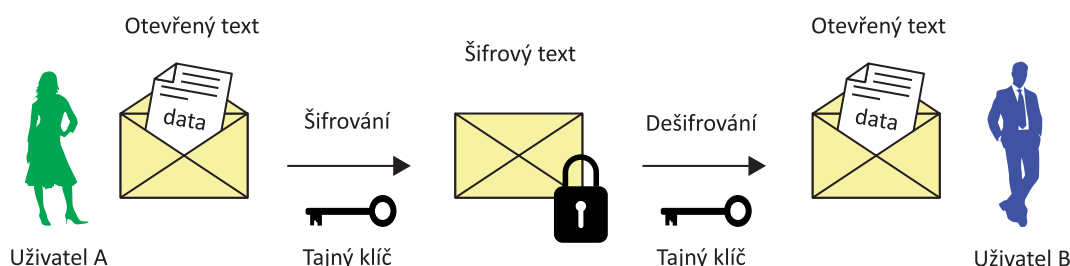 Otevřený text
Šifrový text
Otevřený text
data
Šifrování
Dešifrování
data
Uživatel A
Tajný klíč
Tajný klíč
Uživatel B